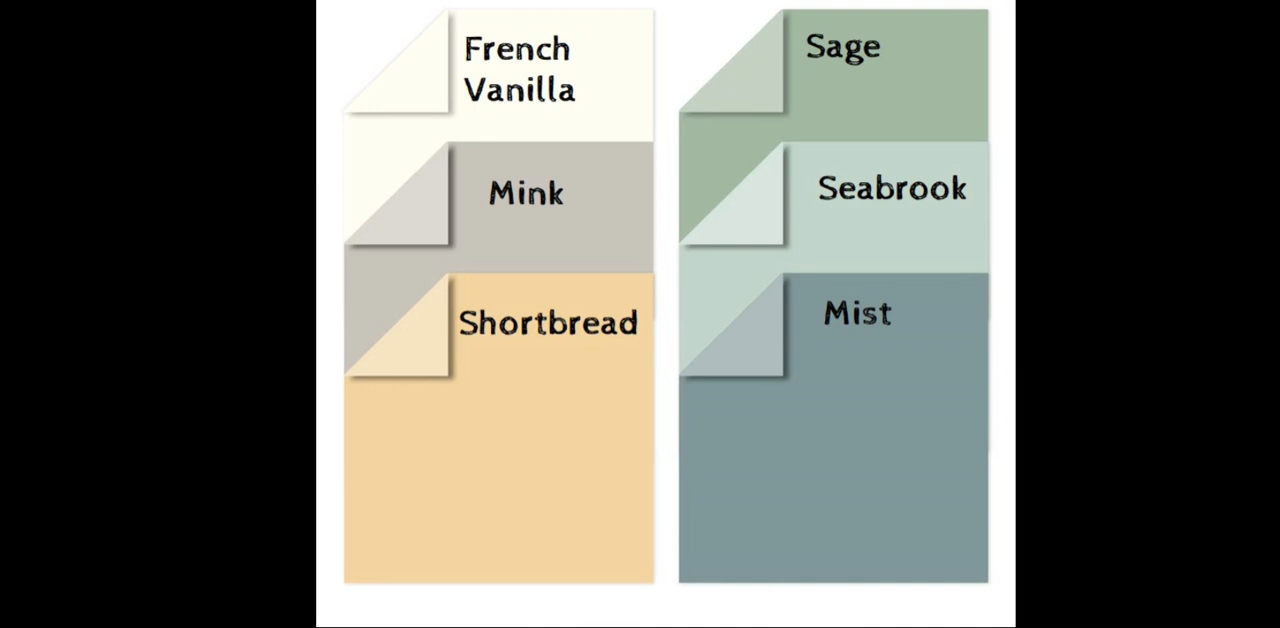 French
Vanilla
Mink
Shortbread
Sage
Seabrook
Mist